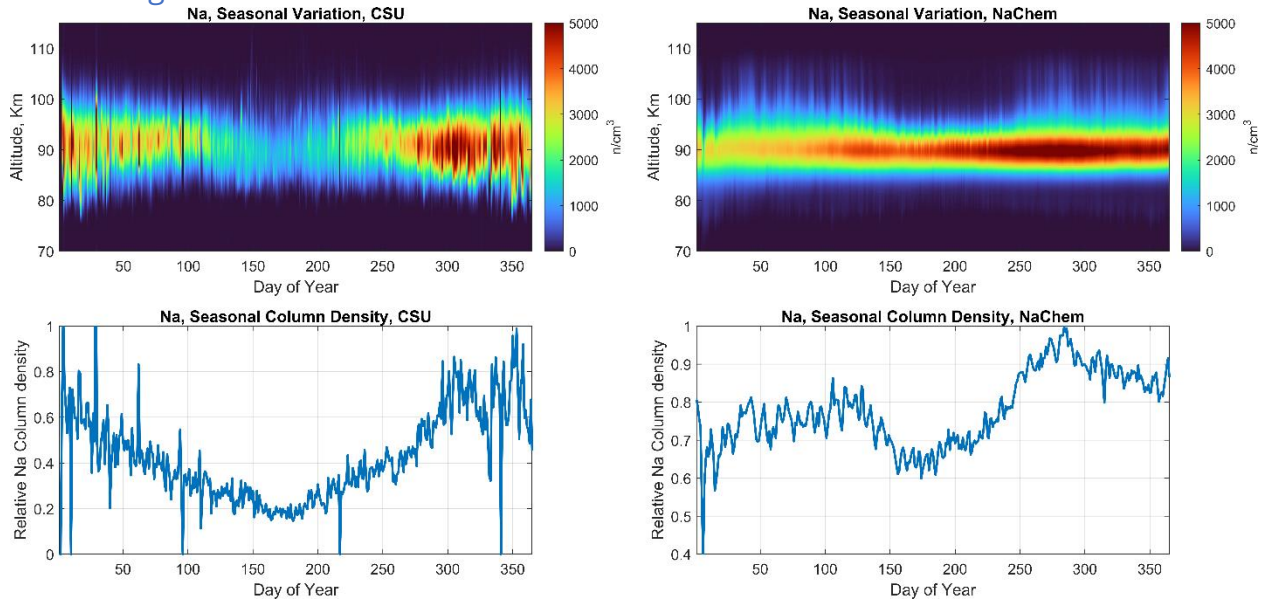 Na, Seasonal Variation, CSU
Altitude, Km
110
100
90
80
70
50 100 150 200 250 300 350
Day of Year
5000
4000
3000
2000
1000
0
n/cm³
Na, Seasonal Variation, NaChem
Altitude, Km
110
100
90
80
70
50 100 150 200 250 300 350
Day of Year
5000
4000
3000
2000
1000
0
n/cm³
Na, Seasonal Column Density, CSU
Relative Na Column density
1
0.8
0.6
0.4
0.2
0
50 100 150 200 250 300 350
Day of Year
Na, Seasonal Column Density, NaChem
Relative Na Column density
1
0.9
0.8
0.7
0.6
0.5
0.4
50 100 150 200 250 300 350
Day of Year